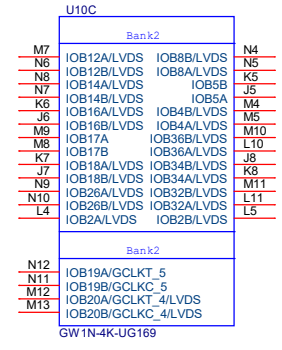 U10C
Bank2
M7 IOB12A/LVDS IOB8B/LVDS N4
N6 IOB12B/LVDS IOB8A/LVDS N5
N8 IOB14A/LVDS IOB5B K5
N7 IOB14B/LVDS IOB5A J5
K6 IOB16A/LVDS IOB4B/LVDS M4
J6 IOB16B/LVDS IOB4A/LVDS M5
M9 IOB17A IOB36B/LVDS M10
M8 IOB17B IOB36A/LVDS L10
K7 IOB18A/LVDS IOB34B/LVDS J8
J7 IOB18B/LVDS IOB34A/LVDS K8
N9 IOB26A/LVDS IOB32B/LVDS M11
N10 IOB26B/LVDS IOB32A/LVDS L11
L4 IOB2A/LVDS IOB2B/LVDS L5
Bank2
N12 IOB19A/GCLKT_5
N11 IOB19B/GCLKC_5
M12 IOB20A/GCLKT_4/LVDS
M13 IOB20B/GCLKC_4/LVDS
GW1N-4K-UG169